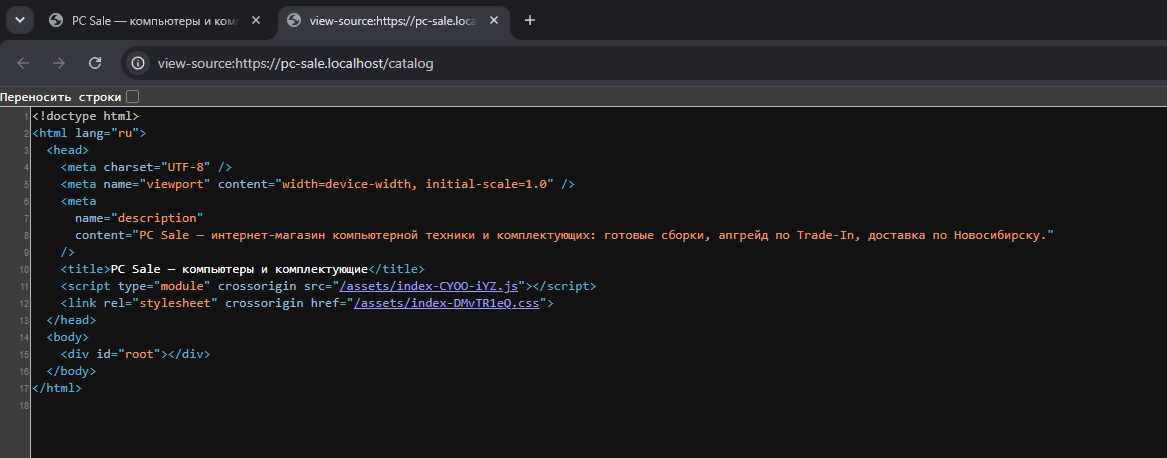 PC Sale — компьютеры и ком
view-source:https://pc-sale.loca
view-source:https://pc-sale.localhost/catalog
Переносить строки
1 <!doctype html>
2 <html lang="ru">
3 <head>
4 <meta charset="UTF-8" />
5 <meta name="viewport" content="width=device-width, initial-scale=1.0" />
6 <meta
7 name="description"
8 content="PC Sale — интернет-магазин компьютерной техники и комплектующих: готовые сборки, апгрейд по Trade-In, доставка по Новосибирску."
9 />
10 <title>PC Sale — компьютеры и комплектующие</title>
11 <script type="module" crossorigin src="/assets/index-CYOO-iYZ.js"></script>
12 <link rel="stylesheet" crossorigin href="/assets/index-DMvTR1eQ.css">
13 </head>
14 <body>
15 <div id="root"></div>
16 </body>
17 </html>
18